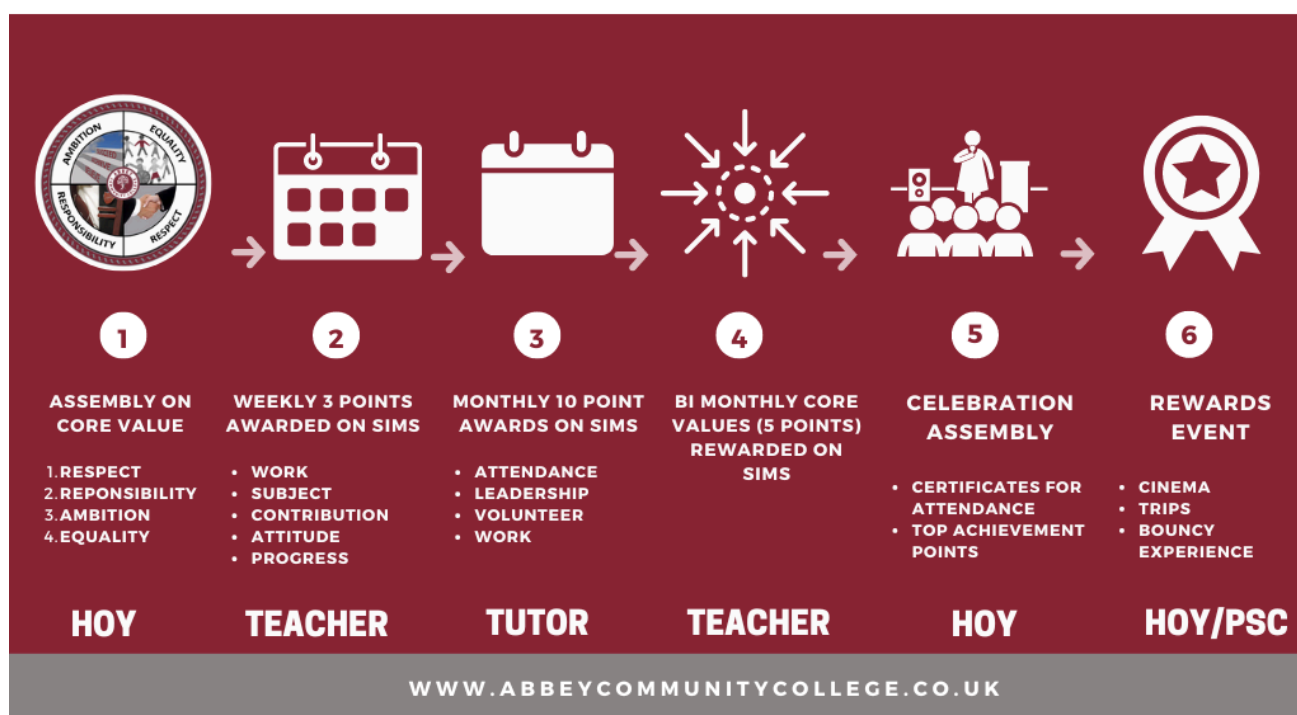 AMBITION
EQUALITY
RESPONSIBILITY
RESPECT
1
ASSEMBLY ON
CORE VALUE
1.RESPECT
2.REPONSIBILITY
3.AMBITION
4.EQUALITY
HOY
2
WEEKLY 3 POINTS
AWARDED ON SIMS
• WORK
• SUBJECT
• CONTRIBUTION
• ATTITUDE
• PROGRESS
TEACHER
3
MONTHLY 10 POINT
AWARDS ON SIMS
• ATTENDANCE
• LEADERSHIP
• VOLUNTEER
• WORK
TUTOR
4
BI MONTHLY CORE
VALUES (5 POINTS)
REWARDED ON
SIMS
TEACHER
5
CELEBRATION
ASSEMBLY
• CERTIFICATES FOR
ATTENDANCE
• TOP ACHIEVEMENT
POINTS
HOY
6
REWARDS
EVENT
• CINEMA
• TRIPS
• BOUNCY
EXPERIENCE
HOY/PSC
WWW.ABBEYCOMMUNITYCOLLEGE.CO.UK